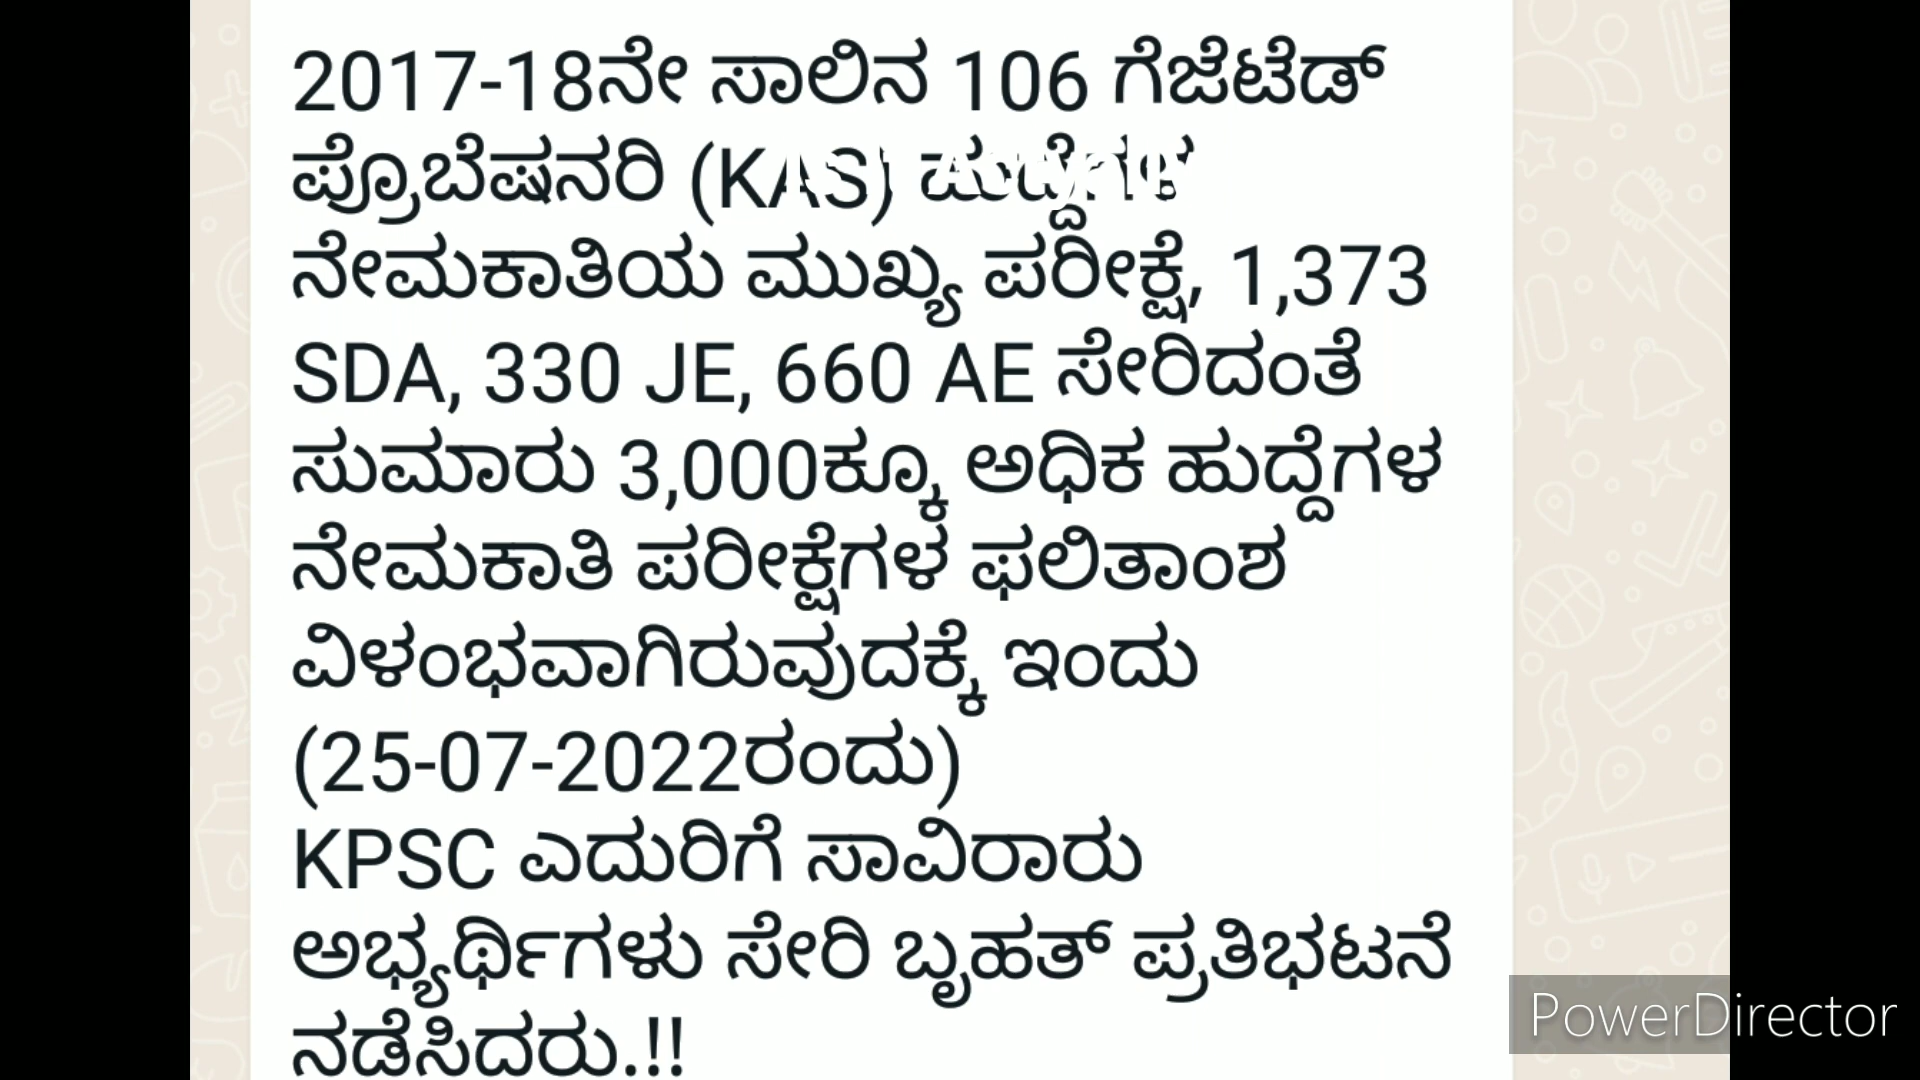 2017-18ನೇ ಸಾಲಿನ 106 ಗೆಜೆಟೆಡ್
ಪ್ರೊಬೆಷನರಿ (KAS) ಹುದ್ದೆಗಳ
ನೇಮಕಾತಿಯ ಮುಖ್ಯ ಪರೀಕ್ಷೆ, 1,373
SDA, 330 JE, 660 AE ಸೇರಿದಂತೆ
ಸುಮಾರು 3,000ಕ್ಕೂ ಅಧಿಕ ಹುದ್ದೆಗಳ
ನೇಮಕಾತಿ ಪರೀಕ್ಷೆಗಳ ಫಲಿತಾಂಶ
ವಿಳಂಭವಾಗಿರುವುದಕ್ಕೆ ಇಂದು
(25-07-2022ರಂದು)
KPSC ಎದುರಿಗೆ ಸಾವಿರಾರು
ಅಭ್ಯರ್ಥಿಗಳು ಸೇರಿ ಬೃಹತ್ ಪ್ರತಿಭಟನೆ
ನಡೆಸಿದರು.!!
PowerDirector